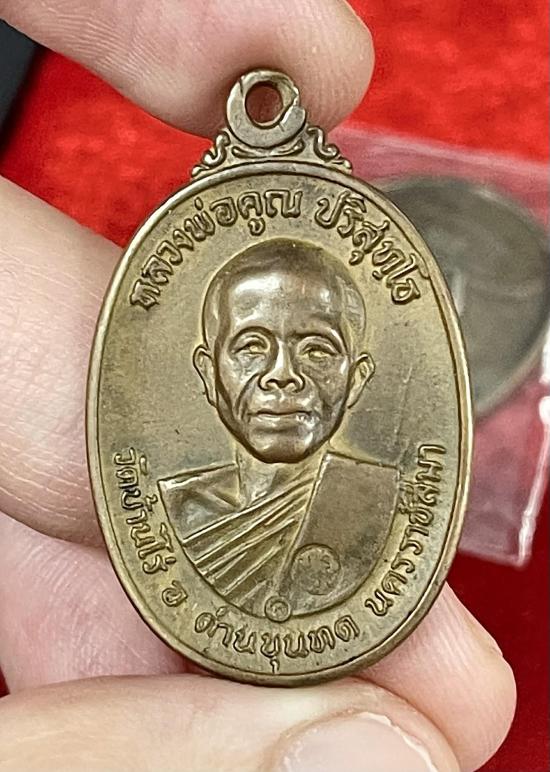 หลวงพ่อคูณ ปริสุทฺโธ
วัดบ้านไร่ อ ด่านขุนทด นครราชสีมา